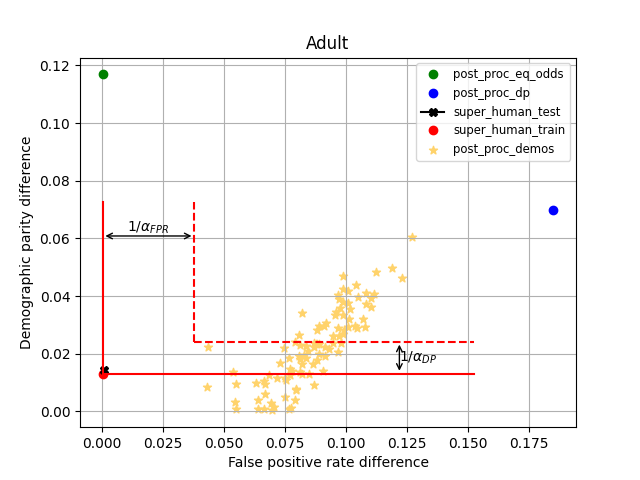 Adult
0.12
0.10
0.08
0.06
0.04
0.02
0.00
Demographic parity difference
post_proc_eq_odds
post_proc_dp
super_human_test
super_human_train
post_proc_demos
1/α_FPR
1/α_DP
0.000 0.025 0.050 0.075 0.100 0.125 0.150 0.175
False positive rate difference